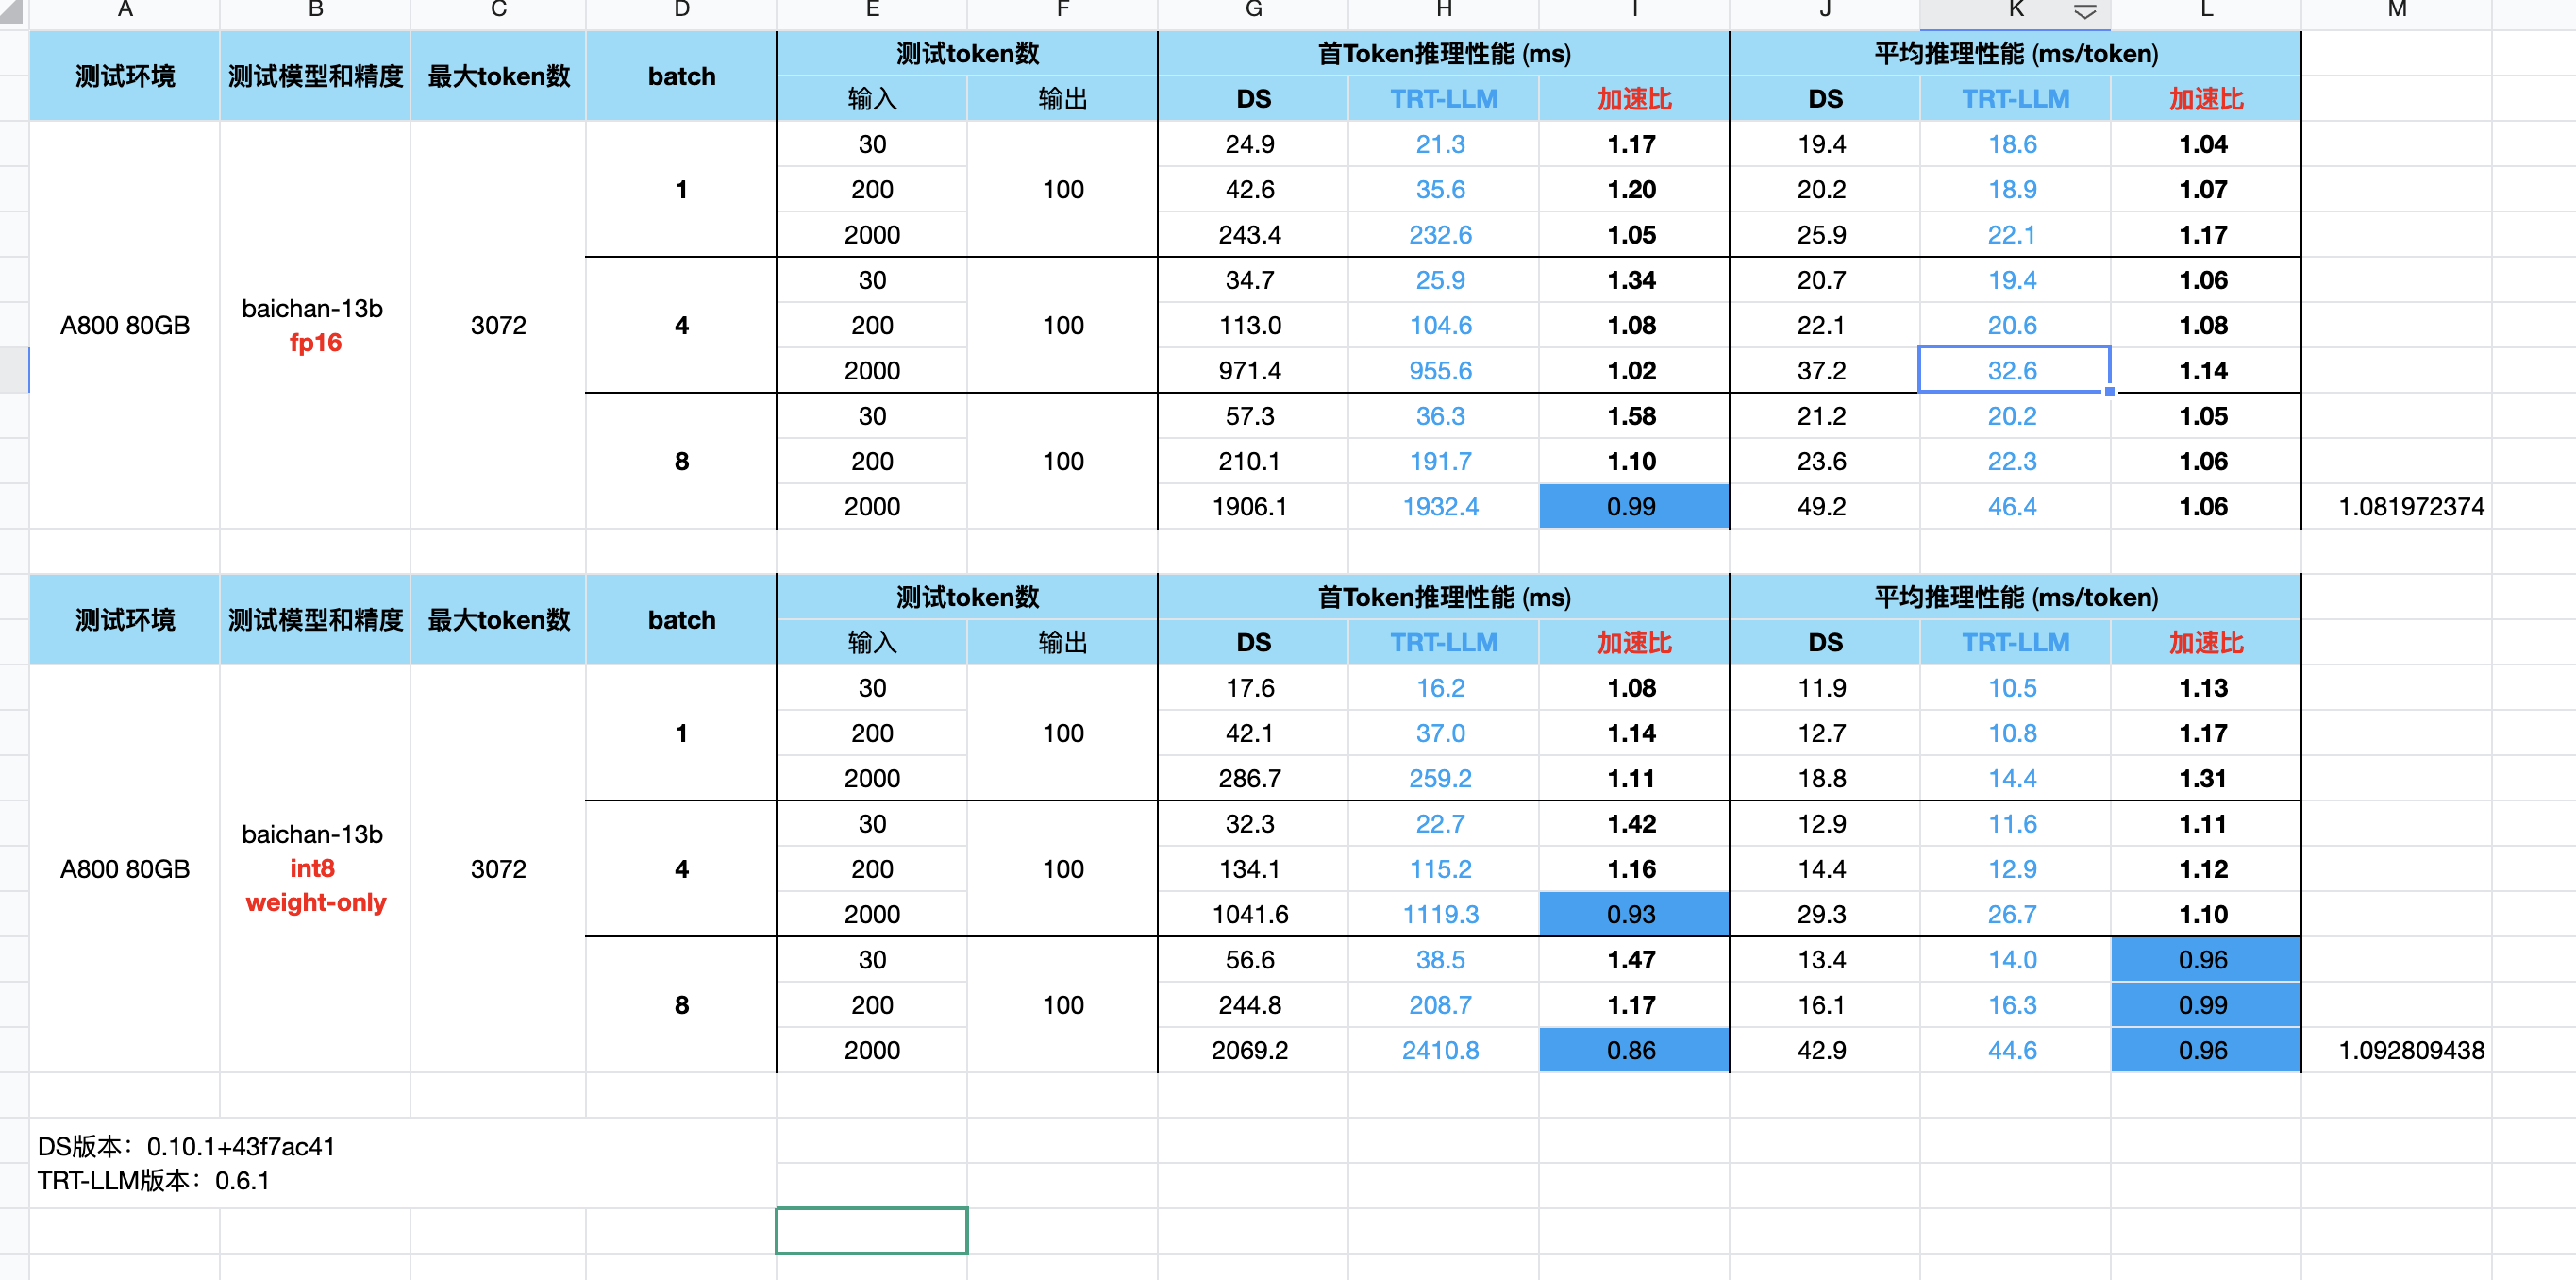 A B C D E F G H I J K L M
测试环境 测试模型和精度 最大token数 batch 测试token数 首Token推理性能 (ms) 平均推理性能 (ms/token)
输入 输出 DS TRT-LLM 加速比 DS TRT-LLM 加速比
A800 80GB baichan-13b fp16 3072
1 100
30 24.9 21.3 1.17 19.4 18.6 1.04
200 42.6 35.6 1.20 20.2 18.9 1.07
2000 243.4 232.6 1.05 25.9 22.1 1.17
4 100
30 34.7 25.9 1.34 20.7 19.4 1.06
200 113.0 104.6 1.08 22.1 20.6 1.08
2000 971.4 955.6 1.02 37.2 32.6 1.14
8 100
30 57.3 36.3 1.58 21.2 20.2 1.05
200 210.1 191.7 1.10 23.6 22.3 1.06
2000 1906.1 1932.4 0.99 49.2 46.4 1.06 1.081972374
测试环境 测试模型和精度 最大token数 batch 测试token数 首Token推理性能 (ms) 平均推理性能 (ms/token)
输入 输出 DS TRT-LLM 加速比 DS TRT-LLM 加速比
A800 80GB baichan-13b int8 weight-only 3072
1 100
30 17.6 16.2 1.08 11.9 10.5 1.13
200 42.1 37.0 1.14 12.7 10.8 1.17
2000 286.7 259.2 1.11 18.8 14.4 1.31
4 100
30 32.3 22.7 1.42 12.9 11.6 1.11
200 134.1 115.2 1.16 14.4 12.9 1.12
2000 1041.6 1119.3 0.93 29.3 26.7 1.10
8 100
30 56.6 38.5 1.47 13.4 14.0 0.96
200 244.8 208.7 1.17 16.1 16.3 0.99
2000 2069.2 2410.8 0.86 42.9 44.6 0.96 1.092809438
DS版本：0.10.1+43f7ac41
TRT-LLM版本：0.6.1